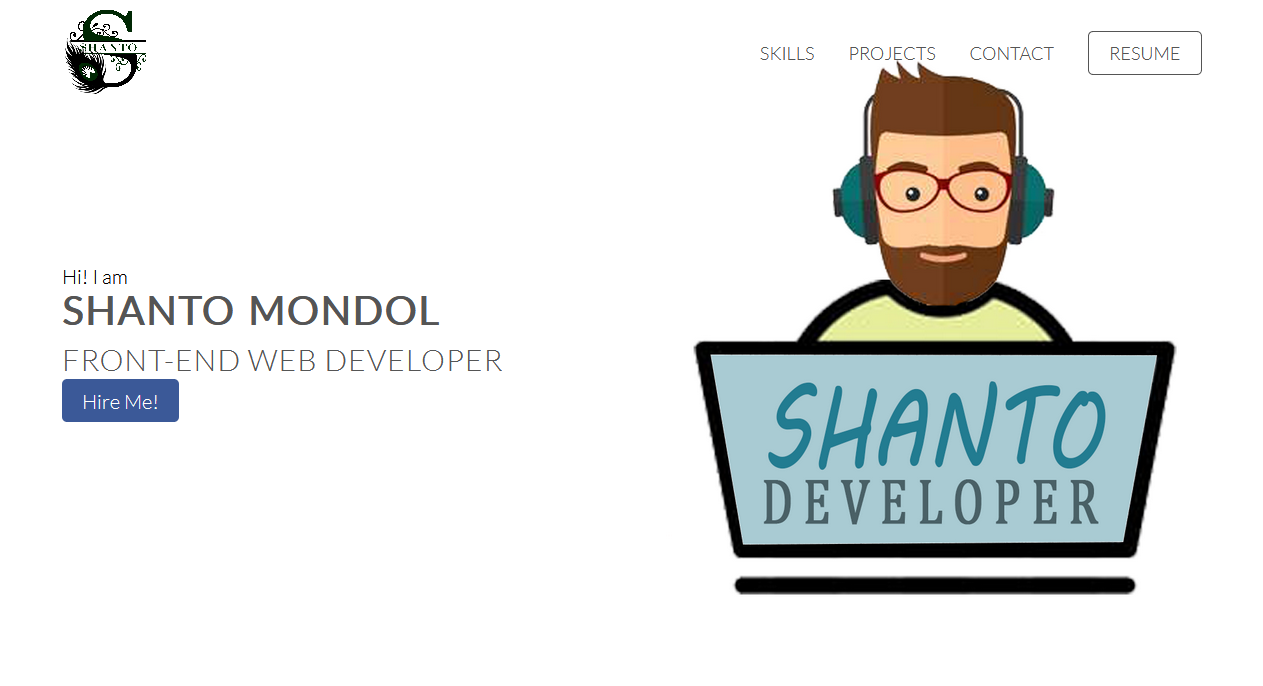 SHANTO
SKILLS PROJECTS CONTACT RESUME
Hi! I am
SHANTO MONDOL
FRONT-END WEB DEVELOPER
Hire Me!
SHANTO
DEVELOPER